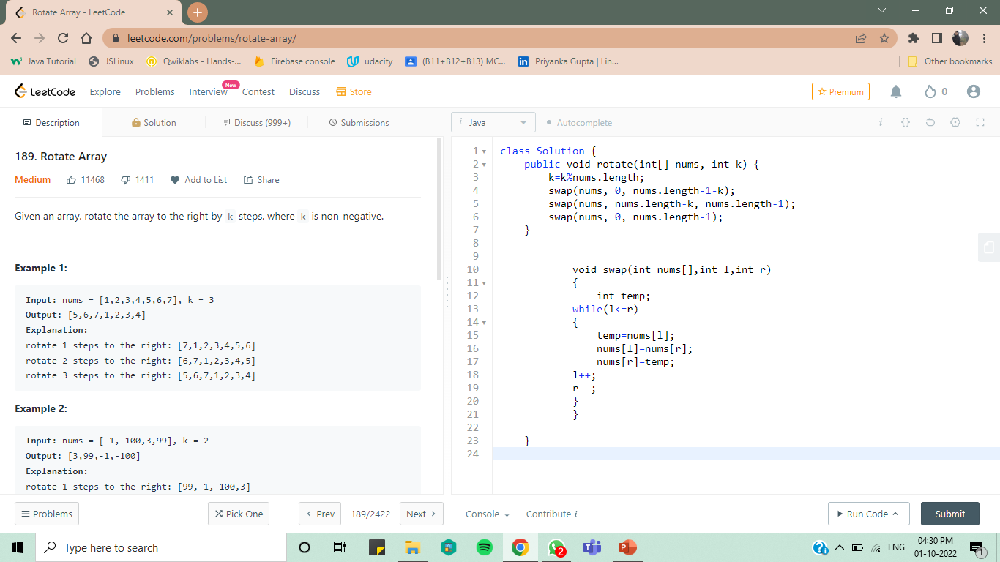 Rotate Array - LeetCode
leetcode.com/problems/rotate-array/
Java Tutorial JSLinux Qwiklabs - Hands-... Firebase console udacity (B11+B12+B13) MC... Priyanka Gupta | Lin... Other bookmarks
LeetCode Explore Problems Interview New Contest Discuss Store Premium 0
Description Solution Discuss (999+) Submissions
i Java Autocomplete i {}
189. Rotate Array
Medium 11468 1411 Add to List Share
Given an array, rotate the array to the right by k steps, where k is non-negative.
Example 1:
Input: nums = [1,2,3,4,5,6,7], k = 3
Output: [5,6,7,1,2,3,4]
Explanation:
rotate 1 steps to the right: [7,1,2,3,4,5,6]
rotate 2 steps to the right: [6,7,1,2,3,4,5]
rotate 3 steps to the right: [5,6,7,1,2,3,4]
Example 2:
Input: nums = [-1,-100,3,99], k = 2
Output: [3,99,-1,-100]
Explanation:
rotate 1 steps to the right: [99,-1,-100,3]
1 class Solution {
2 public void rotate(int[] nums, int k) {
3 k=k%nums.length;
4 swap(nums, 0, nums.length-1-k);
5 swap(nums, nums.length-k, nums.length-1);
6 swap(nums, 0, nums.length-1);
7 }
8
9
10 void swap(int nums[],int l,int r)
11 {
12 int temp;
13 while(l<=r)
14 {
15 temp=nums[l];
16 nums[l]=nums[r];
17 nums[r]=temp;
18 l++;
19 r--;
20 }
21 }
22
23 }
24
Problems Pick One Prev 189/2422 Next Console Contribute i Run Code Submit
Type here to search 2 ENG 04:30 PM
01-10-2022 1